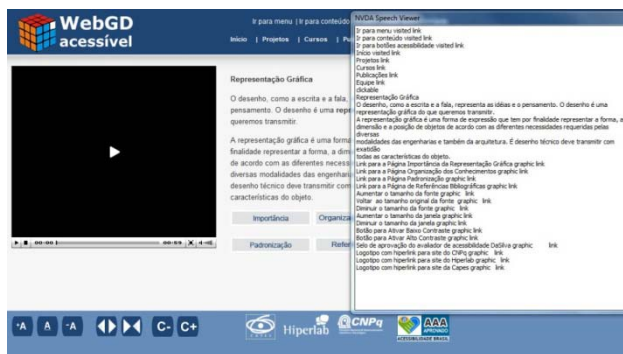 WebGD
acessível
Ir para menu | Ir para conteúdo
Início | Projetos | Cursos | Pu
Representação Gráfica
O desenho, como a escrita e a fala,
pensamento. O desenho é uma repr
queremos transmitir.
A representação gráfica é uma forma
finalidade representar a forma, a dim
de acordo com as diferentes necess
diversas modalidades das engenharia
desenho técnico deve transmitir com
características do objeto.
Importância
Organiza
Padronização
Refer
00:00
00:59
NVDA Speech Viewer
Ir para menu visited link
Ir para conteúdo visited link
Ir para botões acessibilidade visited link
Início visited link
Projetos link
Cursos link
Publicações link
Equipe link
clickable
Representação Gráfica
O desenho, como a escrita e a fala, representa as idéias e o pensamento. O desenho é uma
representação gráfica do que queremos transmitir.
A representação gráfica é uma forma de expressão que tem por finalidade representar a forma, a
dimensão e a posição de objetos de acordo com as diferentes necessidades requeridas pelas
diversas
modalidades das engenharias e também da arquitetura. É desenho técnico deve transmitir com
exatidão
todas as características do objeto.
Link para a Página Importância da Representação Gráfica graphic link
Link para a Página Organização dos Conhecimentos graphic link
Link para a Página Padronização graphic link
Link para a Página de Referências Bibliográficas graphic link
Aumentar o tamanho da fonte graphic link
Voltar ao tamanho original da fonte graphic link
Diminuir o tamanho da fonte graphic link
Aumentar o tamanho da janela graphic link
Diminuir o tamanho da janela graphic link
Botão para Ativar Baixo Contraste graphic link
Botão para Ativar Alto Contraste graphic link
Selo de aprovação do avaliador de acessibilidade DaSilva graphic link
Logotipo com hiperlink para site do CNPq graphic link
Logotipo com hiperlink para site do Hiperlab graphic link
Logotipo com hiperlink para site da Capes graphic link
+A A -A C- C+
Hiperlab
CNPq
AAA
APROVADO
ACESSIBILIDADE BRASIL